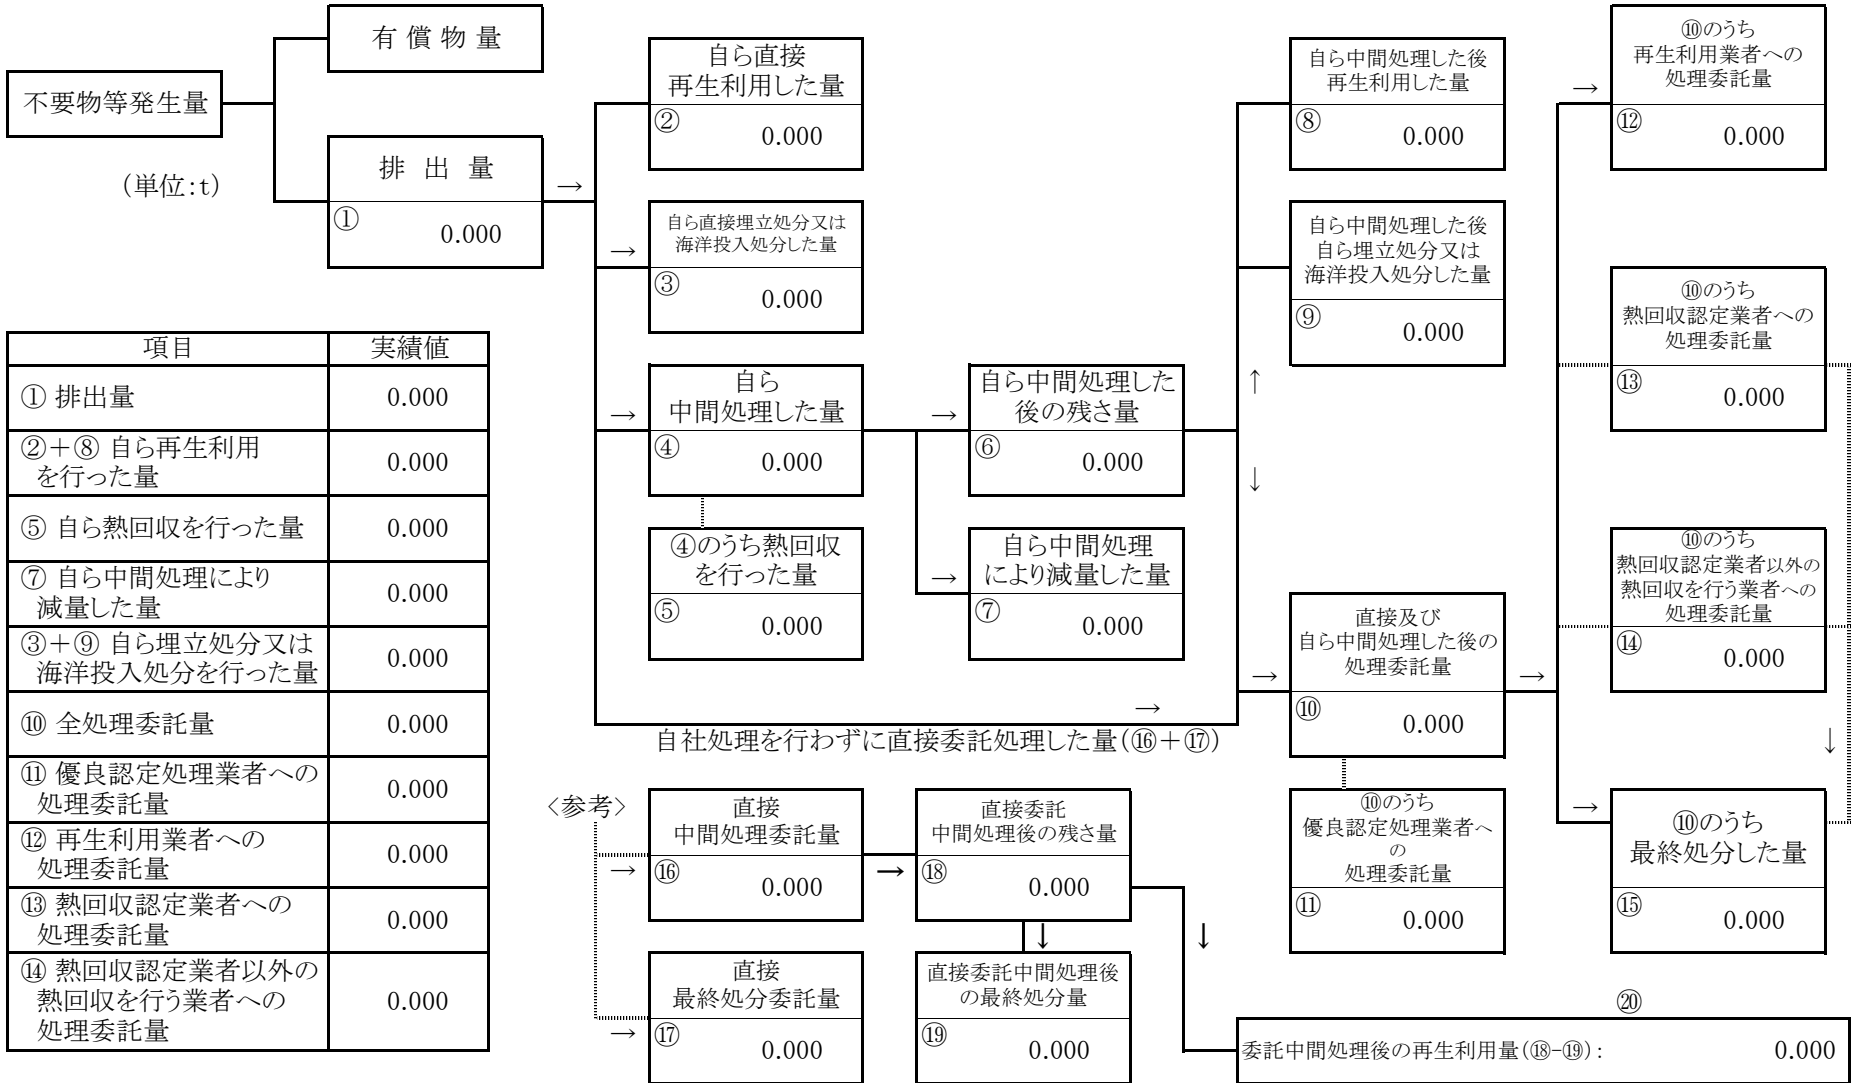 有 償 物 量
不要物等発生量
(単位:t)
排 出 量
→
①
0.000
自ら直接
再生利用した量
②
0.000
→
自ら直接埋立処分又は
海洋投入処分した量
③
0.000
→
自ら
中間処理した量
④
0.000
④のうち熱回収
を行った量
⑤
0.000
→
自ら中間処理した
後の残さ量
⑥
0.000
→
自ら中間処理
により減量した量
⑦
0.000
↑
↓
自ら中間処理した後
再生利用した量
⑧
0.000
自ら中間処理した後
自ら埋立処分又は
海洋投入処分した量
⑨
0.000
→
自社処理を行わずに直接委託処理した量(⑯+⑰)
→
直接及び
自ら中間処理した後の
処理委託量
⑩
0.000
→
⑩のうち
優良認定処理業者へ
の
処理委託量
⑪
0.000
→
⑩のうち
再生利用業者への
処理委託量
⑫
0.000
⑩のうち
熱回収認定業者への
処理委託量
⑬
0.000
⑩のうち
熱回収認定業者以外の
熱回収を行う業者への
処理委託量
⑭
0.000
↓
→
⑩のうち
最終処分した量
⑮
0.000
項目 実績値
① 排出量 0.000
②+⑧ 自ら再生利用
を行った量 0.000
⑤ 自ら熱回収を行った量 0.000
⑦ 自ら中間処理により
減量した量 0.000
③+⑨ 自ら埋立処分又は
海洋投入処分を行った量 0.000
⑩ 全処理委託量 0.000
⑪ 優良認定処理業者への
処理委託量 0.000
⑫ 再生利用業者への
処理委託量 0.000
⑬ 熱回収認定業者への
処理委託量 0.000
⑭ 熱回収認定業者以外の
熱回収を行う業者への
処理委託量 0.000
〈参考〉
→
直接
中間処理委託量
⑯
0.000
→
直接委託
中間処理後の残さ量
⑱
0.000
↓
↓
→
直接
最終処分委託量
⑰
0.000
直接委託中間処理後
の最終処分量
⑲
0.000
⑳
委託中間処理後の再生利用量(⑱-⑲): 0.000